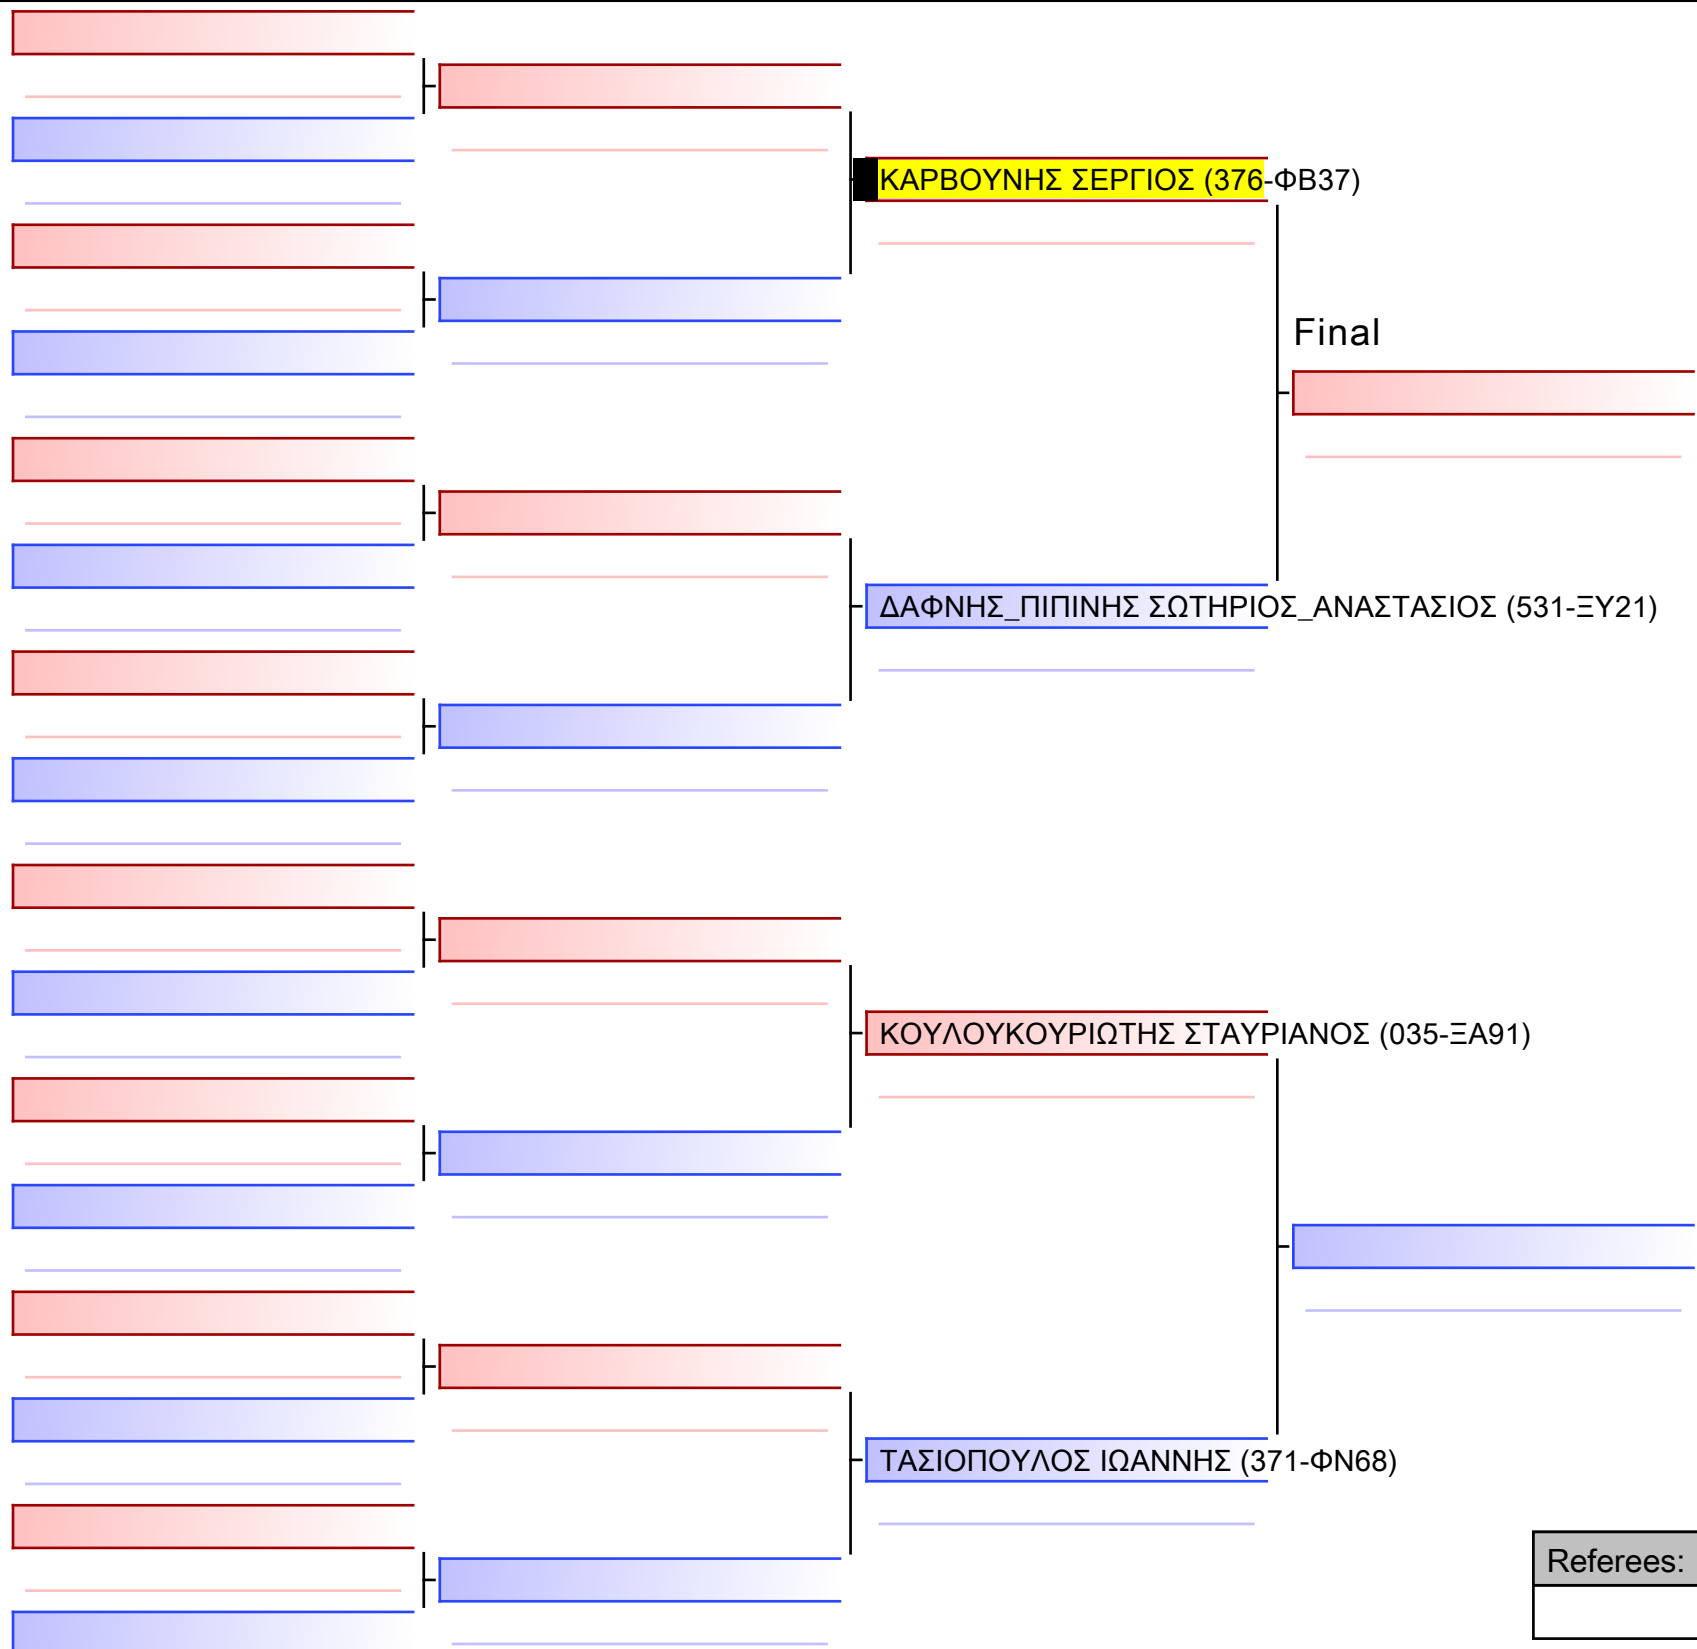 ΚΑΡΒΟΥΝΗΣ ΣΕΡΓΙΟΣ (376-ΦΒ37)
Final
ΔΑΦΝΗΣ_ΠΙΠΙΝΗΣ ΣΩΤΗΡΙΟΣ_ΑΝΑΣΤΑΣΙΟΣ (531-ΞΥ21)
ΚΟΥΛΟΥΚΟΥΡΙΩΤΗΣ ΣΤΑΥΡΙΑΝΟΣ (035-ΞΑ91)
ΤΑΣΙΟΠΟΥΛΟΣ ΙΩΑΝΝΗΣ (371-ΦΝ68)
Referees: